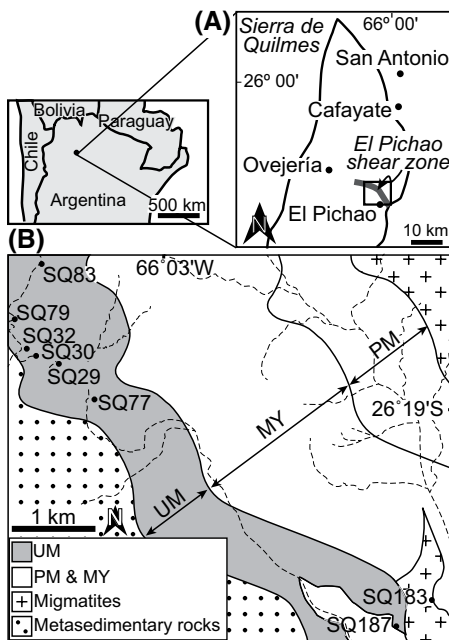 (A)
Sierra de
Quilmes
66º 00'
San Antonio
26º 00'
Cafayate
El Pichao
shear zone
Ovejería
El Pichao
N
10 km
Bolivia
Paraguay
Chile
Argentina
500 km
(B)
66°03'W
SQ83
SQ79
SQ32
SQ30
SQ29
SQ77
PM
26°19'S
MY
UM
1 km
N
UM
PM & MY
Migmatites
Metasedimentary rocks
SQ183
SQ187